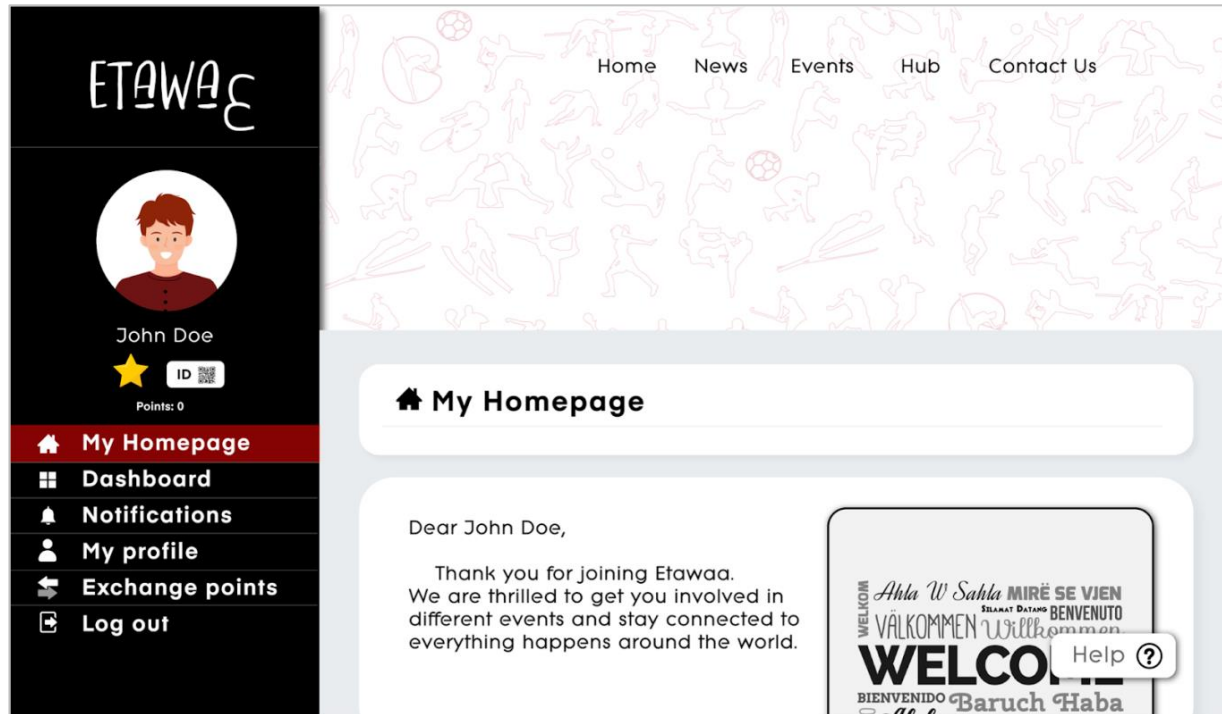 ETAWAE
Home News Events Hub Contact Us
John Doe
ID
Points: 0
My Homepage
Dashboard
Notifications
My profile
Exchange points
Log out
My Homepage
Dear John Doe,
Thank you for joining Etawaa.
We are thrilled to get you involved in
different events and stay connected to
everything happens around the world.
WELKOM
Ahla W Sahla MIRË SE VJEN
SELAMAT DATANG BENVENUTO
VÄLKOMMEN Willkommen
BIENVENIDO Baruch Haba
Help ?